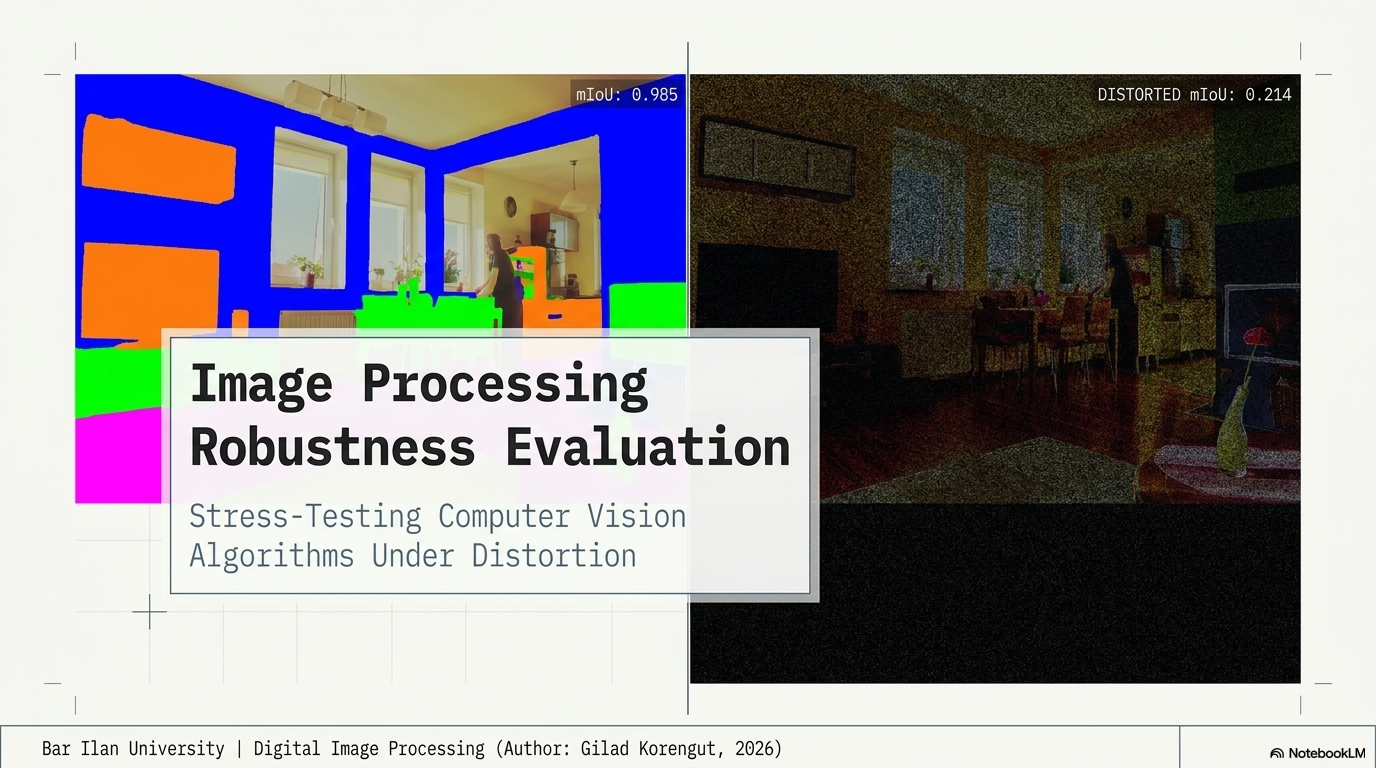 mIoU: 0.985
DISTORTED mIoU: 0.214
Image Processing
Robustness Evaluation
Stress-Testing Computer Vision
Algorithms Under Distortion
Bar Ilan University | Digital Image Processing (Author: Gilad Korengut, 2026)
NotebookLM